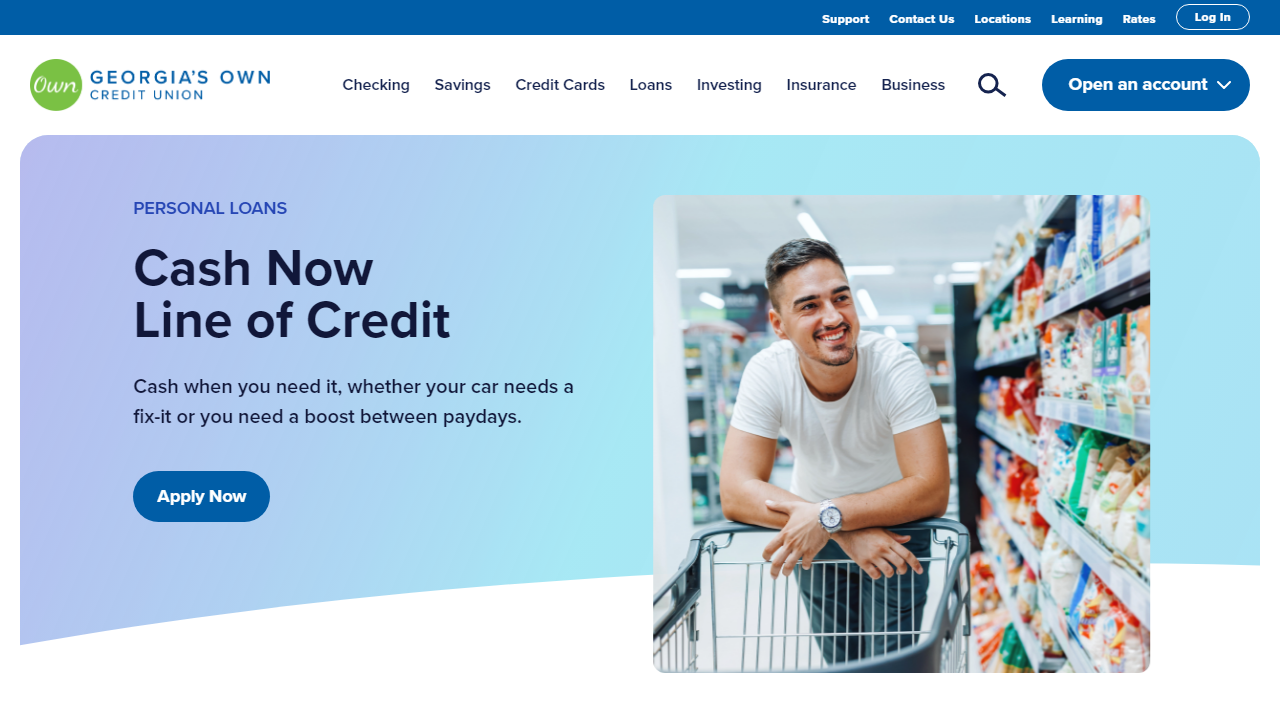 Support
Contact Us
Locations
Learning
Rates
Log In
Own
GEORGIA'S OWN
CREDIT UNION
Checking
Savings
Credit Cards
Loans
Investing
Insurance
Business
Open an account
PERSONAL LOANS
Cash Now
Line of Credit
Cash when you need it, whether your car needs a
fix-it or you need a boost between paydays.
Apply Now